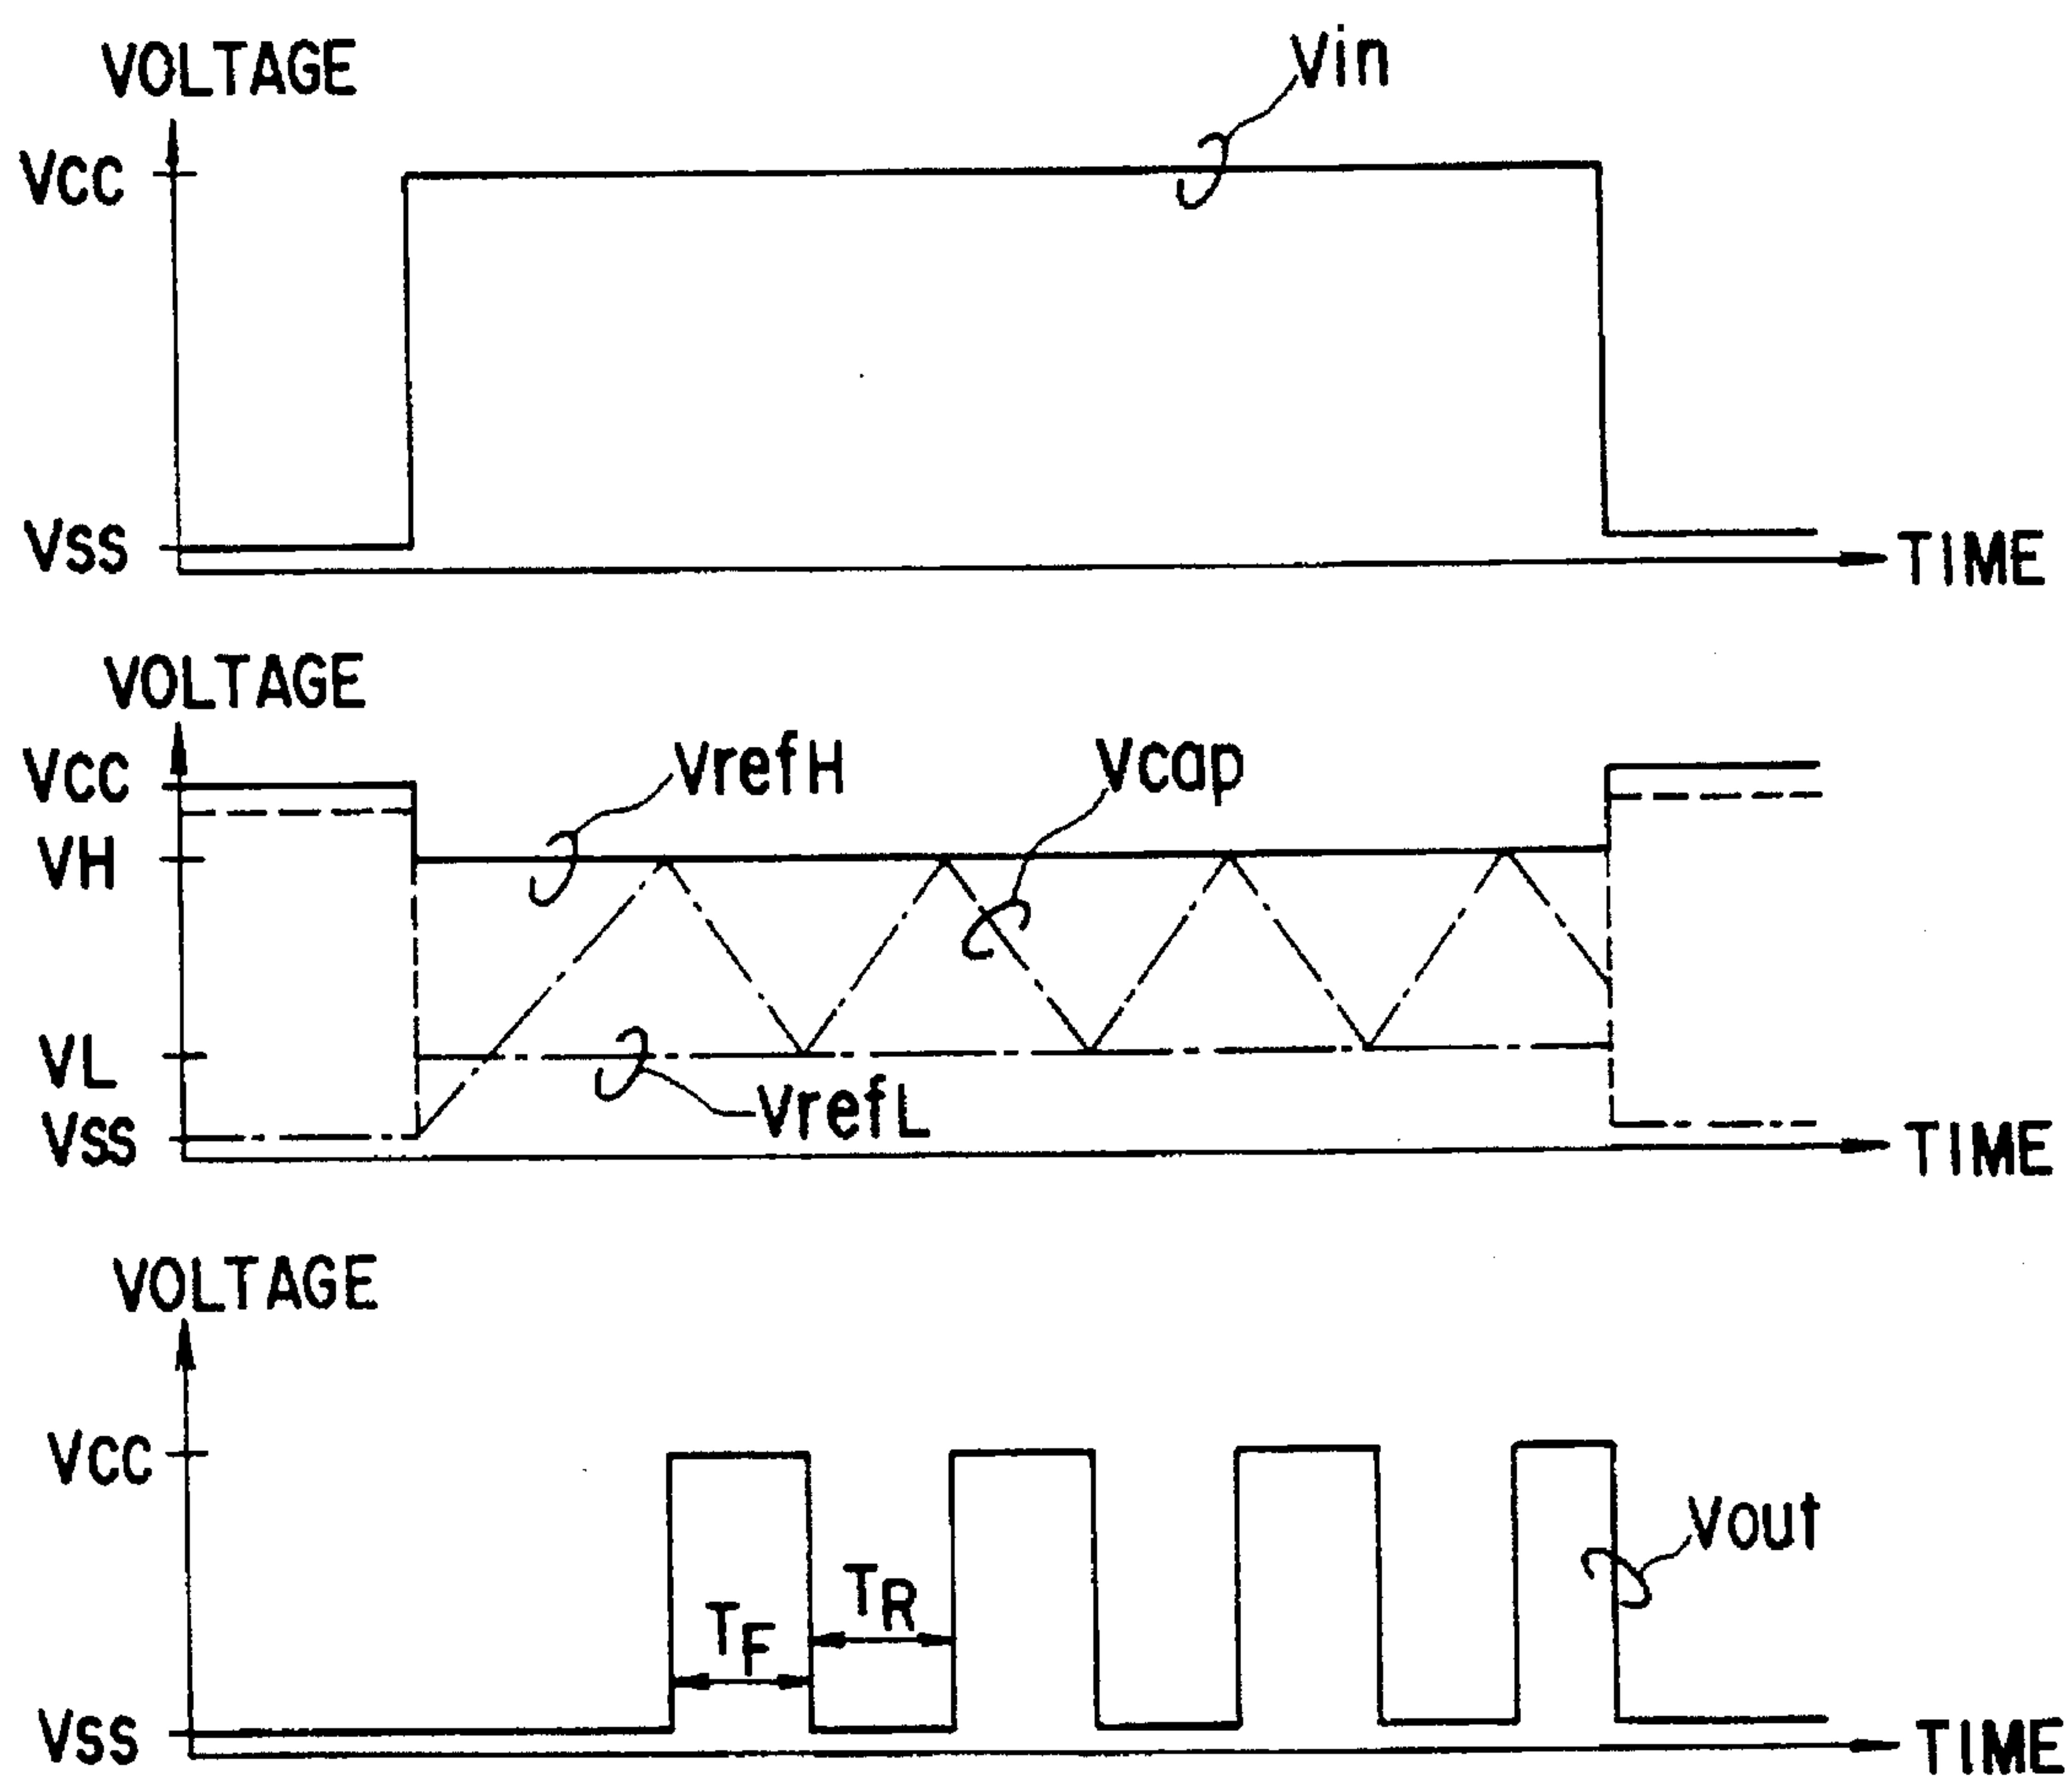 VOLTAGE
Vin
VCC
VSS
TIME
VOLTAGE
VCC
VrefH
Vcap
VH
VL
VrefL
VSS
TIME
VOLTAGE
VCC
Vout
TR
TF
VSS
TIME